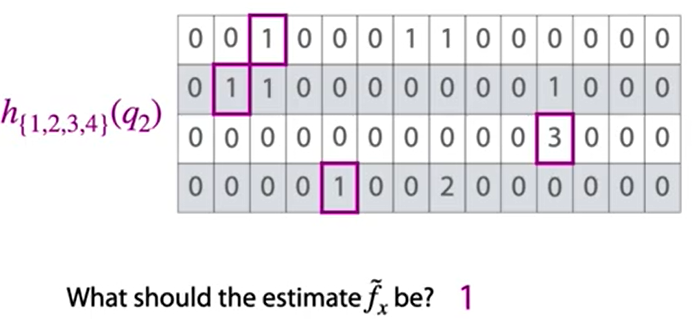 0 0 1 0 0 0 1 1 0 0 0 0 0 0
0 1 1 0 0 0 0 0 0 0 1 0 0 0
h{1,2,3,4}(q2)
0 0 0 0 0 0 0 0 0 0 3 0 0 0
0 0 0 0 1 0 0 2 0 0 0 0 0 0
What should the estimate f̃ₓ be? 1